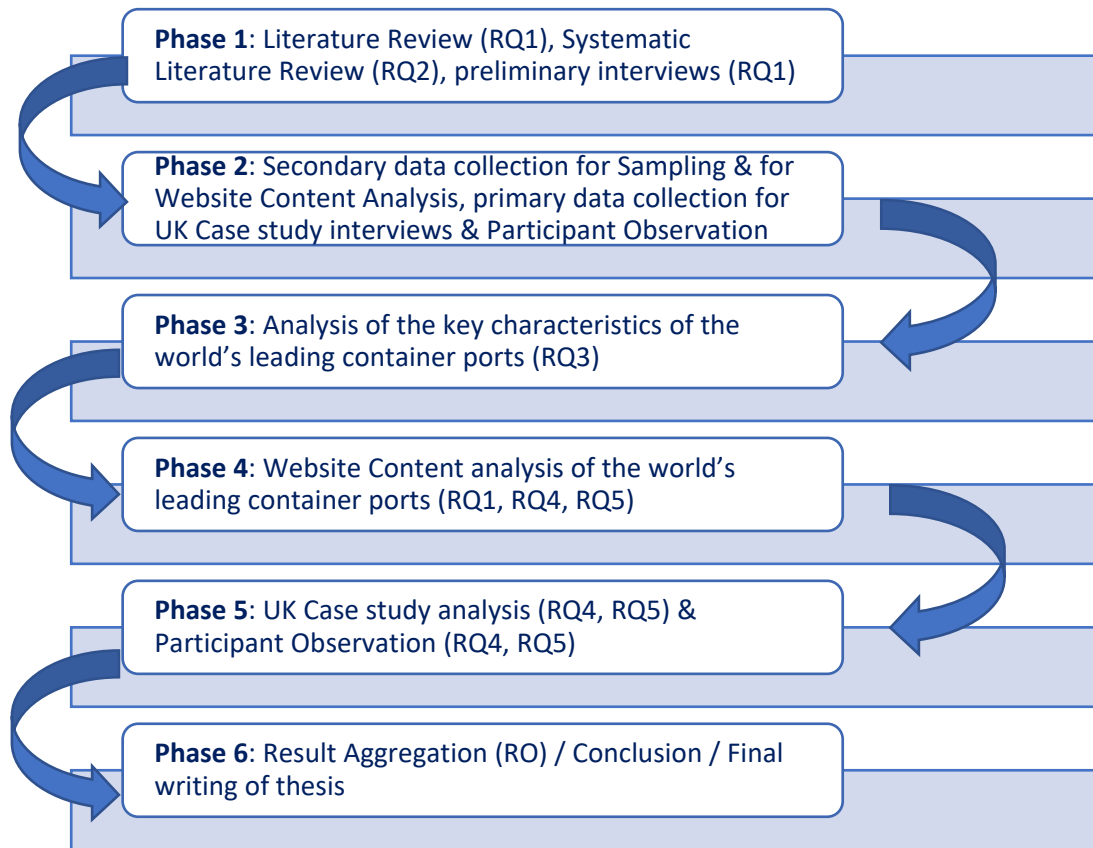 Phase 1: Literature Review (RQ1), Systematic
Literature Review (RQ2), preliminary interviews (RQ1)
Phase 2: Secondary data collection for Sampling & for
Website Content Analysis, primary data collection for
UK Case study interviews & Participant Observation
Phase 3: Analysis of the key characteristics of the
world’s leading container ports (RQ3)
Phase 4: Website Content analysis of the world’s
leading container ports (RQ1, RQ4, RQ5)
Phase 5: UK Case study analysis (RQ4, RQ5) &
Participant Observation (RQ4, RQ5)
Phase 6: Result Aggregation (RO) / Conclusion / Final
writing of thesis